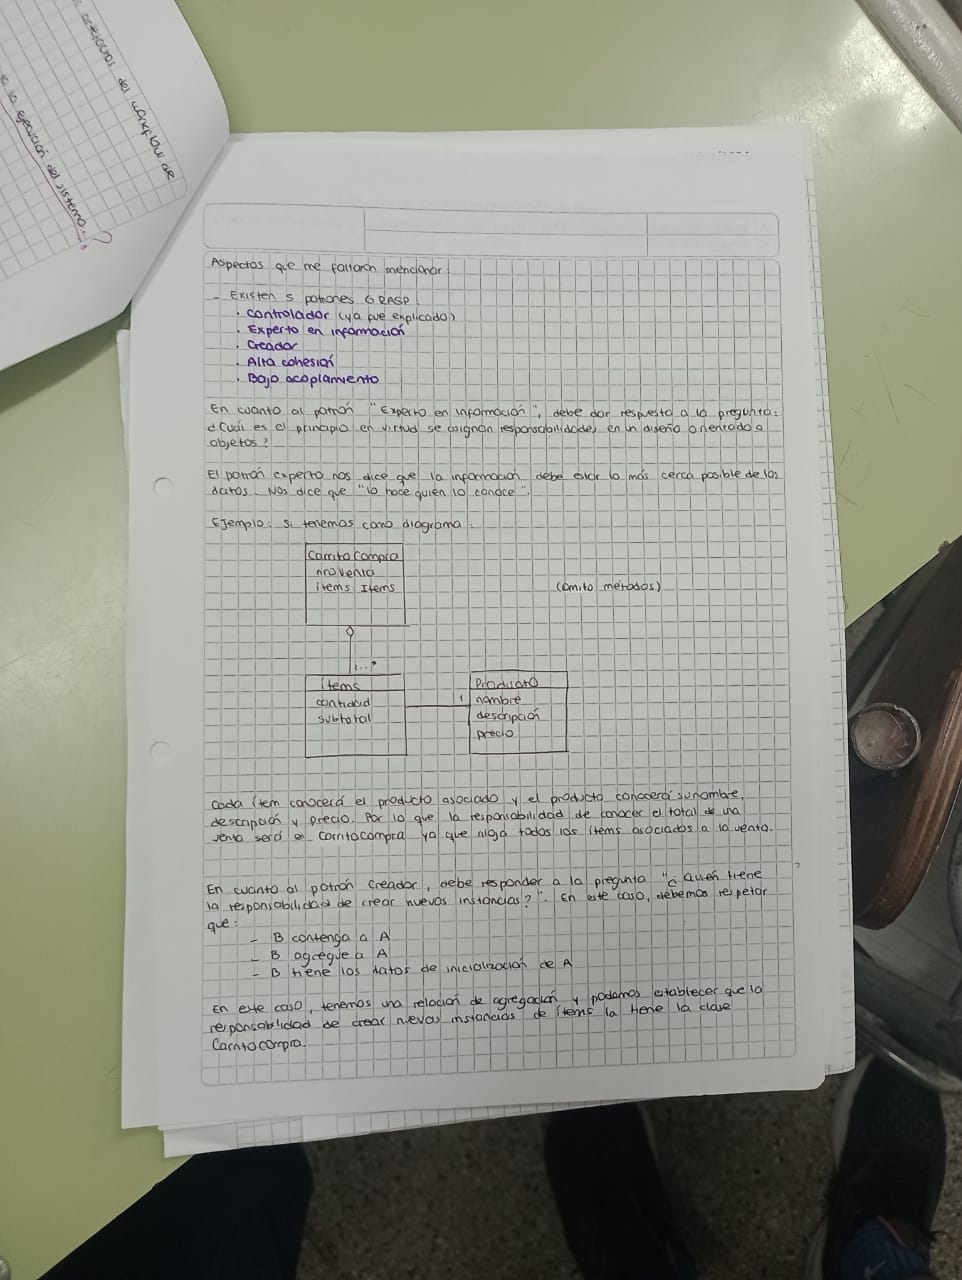 artefactos del workflow de
la ejecución del sistema...?
Aspectos que me faltaron mencionar:
- Existen 5 patrones GRASP:
. Controlador (ya fue explicado)
. Experto en información
. Creador
. Alta cohesión
. Bajo acoplamiento
En cuanto al patrón "Experto en información", debe dar respuesta a la pregunta:
¿Cuál es el principio en virtud se asignan responsabilidades en un diseño orientado a
objetos?
El patrón experto nos dice que la información debe estar lo más cerca posible de los
datos. Nos dice que "lo hace quien lo conoce".
Ejemplo: si tenemos como diagrama:
CarritoCompra
nroVenta
items: Items
(omito métodos)
1..*
items
cantidad
subtotal
1
Producto
nombre
descripción
precio
Cada ítem conocerá el producto asociado y el producto conocerá su nombre,
descripción y precio. Por lo que la responsabilidad de conocer el total de una
venta será el carritocompra ya que todos los ítems asociados a la venta.
En cuanto al patrón Creador, debe responder a la pregunta "¿Quién tiene
la responsabilidad de crear nuevas instancias?". En este caso, debemos respetar
que:
- B contenga a A
- B agregue a A
- B tiene los datos de inicialización de A
En este caso, tenemos una relación de agregación y podamos establecer que la
responsabilidad de crear nuevas instancias de ítems la tiene la clase
Carritocompra.